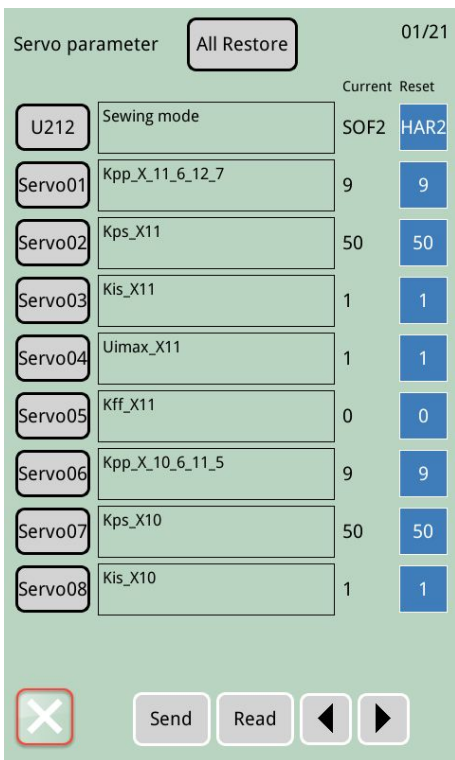 Servo parameter All Restore 01/21
Current Reset
U212 Sewing mode SOF2 HAR2
Servo01 Kpp_X_11_6_12_7 9 9
Servo02 Kps_X11 50 50
Servo03 Kis_X11 1 1
Servo04 Uimax_X11 1 1
Servo05 Kff_X11 0 0
Servo06 Kpp_X_10_6_11_5 9 9
Servo07 Kps_X10 50 50
Servo08 Kis_X10 1 1
Send Read